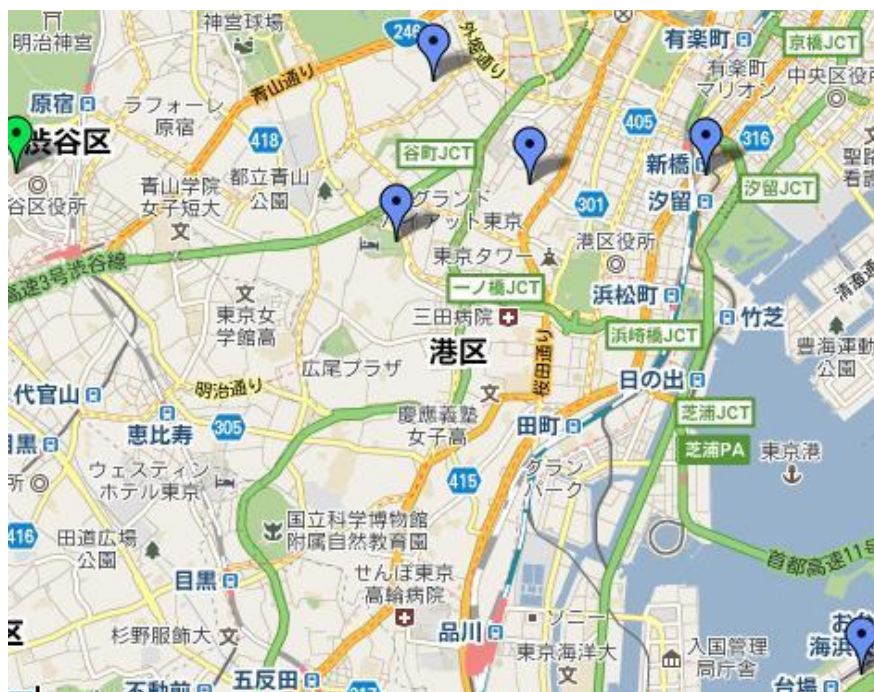 明治神宮
神宮球場
246
外堀通り
有楽町
京橋JCT
有楽町
マリオン
中央区役所
青山通り
原宿
ラフォーレ
原宿
渋谷区
418
谷町JCT
405
316
新橋
聖路
看護
汐留JCT
谷区役所
青山学院
女子短大
都立青山
公園
グランド
ハイアット東京
301
汐留
港区役所
東京タワー
高速3号渋谷線
一ノ橋JCT
浜松町
清澄通
東京女
学館高
三田病院
竹芝
浜崎橋JCT
豊海運動
公園
港区
広尾プラザ
桜田通り
日の出
代官山
明治通り
慶應義塾
女子高
芝浦JCT
恵比寿
305
田町
目黒
芝浦PA
東京港
ウェスティン
ホテル東京
415
グラン
パーク
所
416
田道広場
公園
国立科学博物館
附属自然教育園
首都高速11号
目黒
せんぽ東京
高輪病院
区
杉野服飾大
品川
ソニー
お台
海浜
東京海洋大
入国管理
局庁舎
不動前
五反田
台場